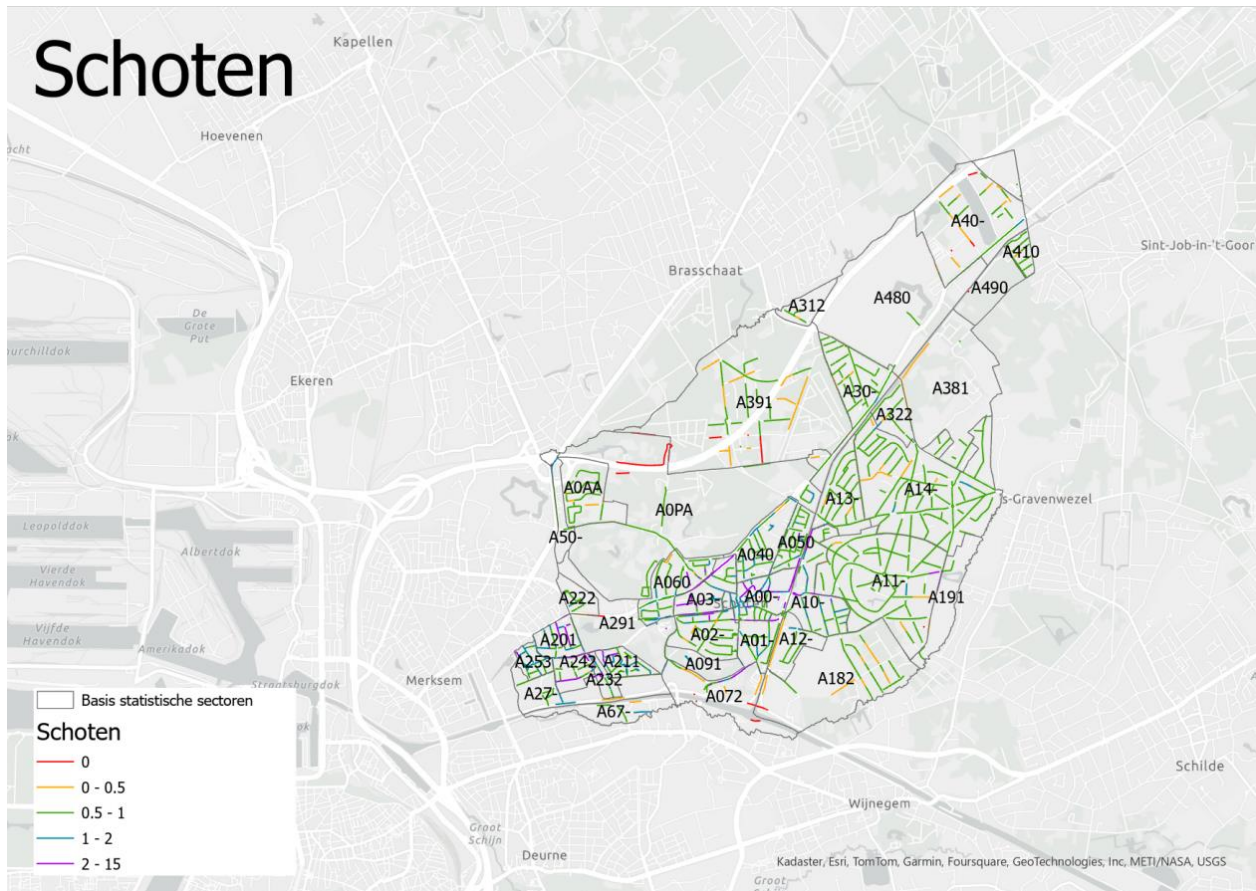 Schoten
Kapellen
Hoevenen
Brasschaat
Sint-Job-in-'t-Goor
De
Grote
Put
Ekeren
A40-
A410
A490
A480
A312
A381
A30-
A391
A322
A0AA
A0PA
A13-
A14-
's-Gravenwezel
Leopolddok
Albertdok
A50-
A040
A050
Vierde
Havendok
A060
A03-
A00-
A10-
A11-
A191
A222
A291
Vijfde
Havendok
Amerikadok
A201
A02-
A01-
A12-
A253
A242
A211
A091
A232
A182
Merksem
Straatsburgdok
A27-
A67-
A072
Basis statistische sectoren
Schoten
0
0 - 0.5
0.5 - 1
1 - 2
2 - 15
Schilde
Wijnegem
Groot
Schijn
Deurne
Kadaster, Esri, TomTom, Garmin, Foursquare, GeoTechnologies, Inc, METI/NASA, USGS
Groot